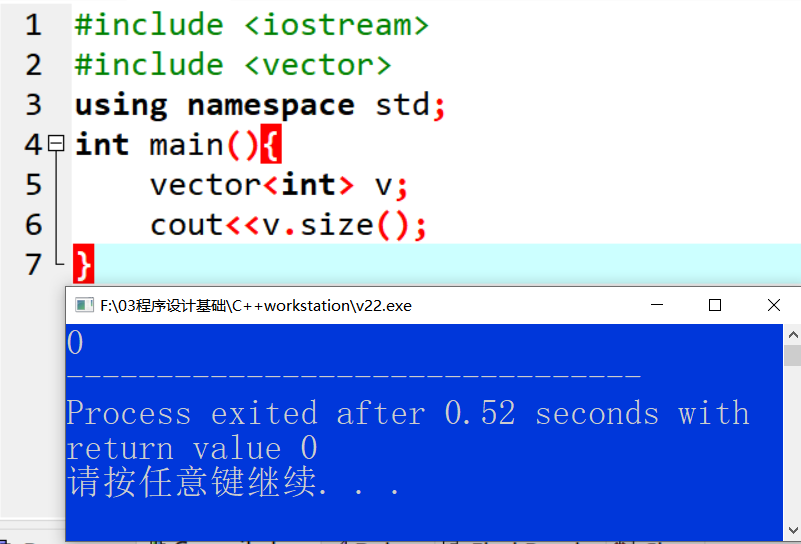 1 #include <iostream>
2 #include <vector>
3 using namespace std;
4 int main(){
5 vector<int> v;
6 cout<<v.size();
7 }
F:\03程序设计基础\C++workstation\v22.exe
0
--------------------------------
Process exited after 0.52 seconds with
return value 0
请按任意键继续. . .